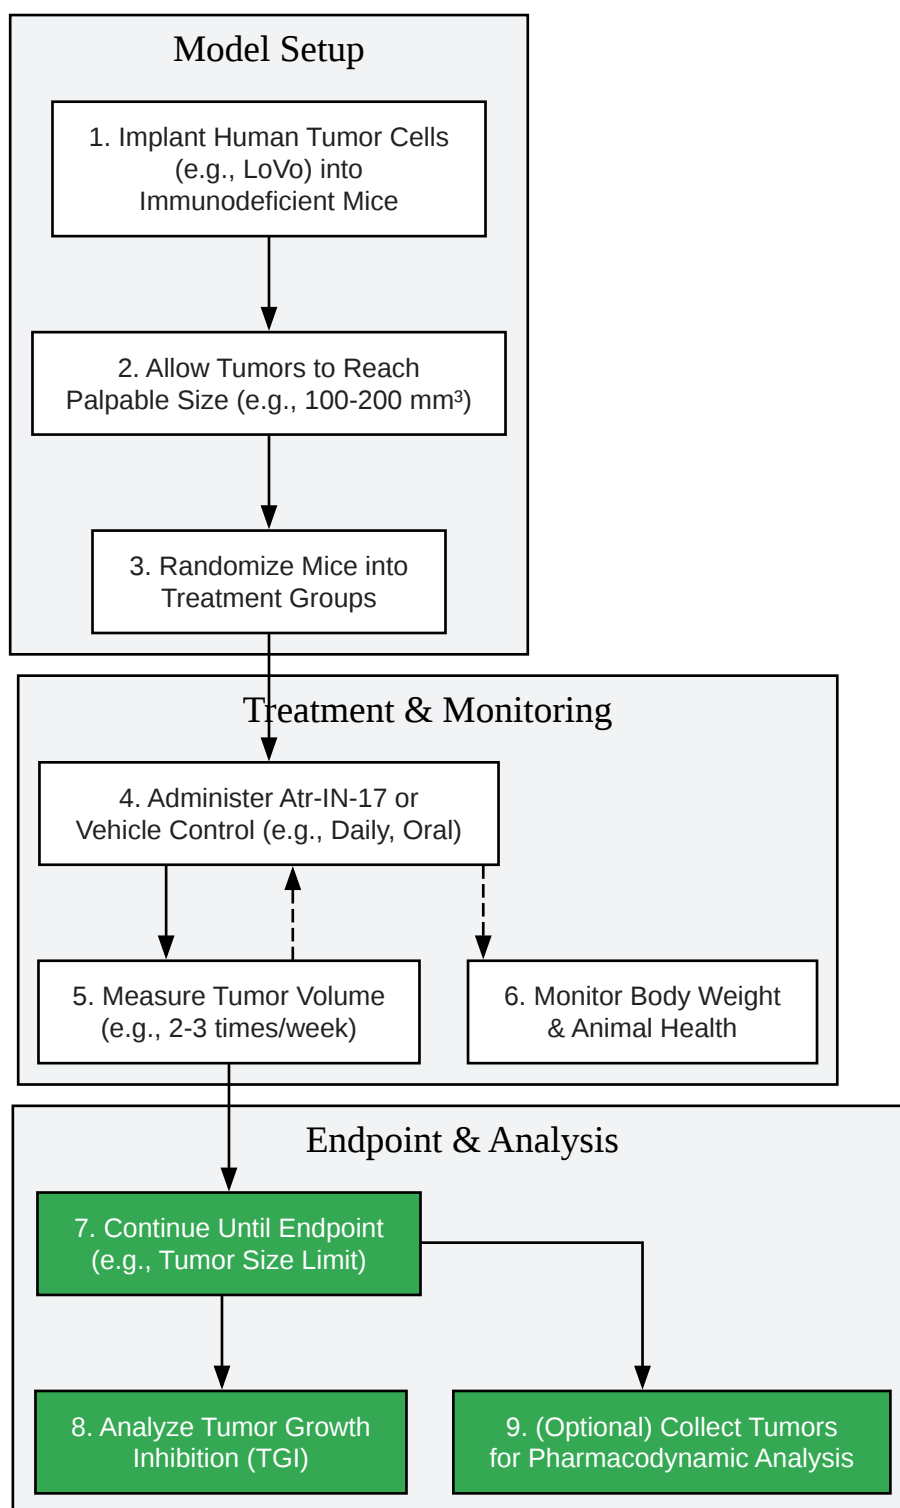 Model Setup
1. Implant Human Tumor Cells
(e.g., LoVo) into
Immunodeficient Mice
2. Allow Tumors to Reach
Palpable Size (e.g., 100-200 mm³)
3. Randomize Mice into
Treatment Groups
Treatment & Monitoring
4. Administer Atr-IN-17 or
Vehicle Control (e.g., Daily, Oral)
5. Measure Tumor Volume
(e.g., 2-3 times/week)
6. Monitor Body Weight
& Animal Health
Endpoint & Analysis
7. Continue Until Endpoint
(e.g., Tumor Size Limit)
8. Analyze Tumor Growth
Inhibition (TGI)
9. (Optional) Collect Tumors
for Pharmacodynamic Analysis